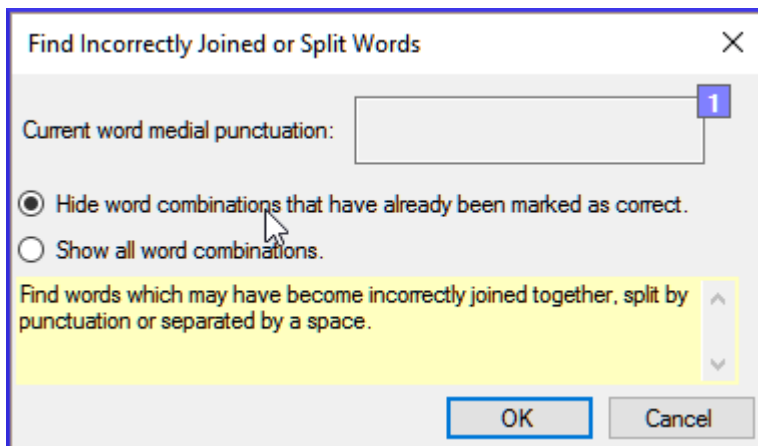 Find Incorrectly Joined or Split Words
1
Current word medial punctuation:
Hide word combinations that have already been marked as correct.
Show all word combinations.
Find words which may have become incorrectly joined together, split by
punctuation or separated by a space.
OK Cancel